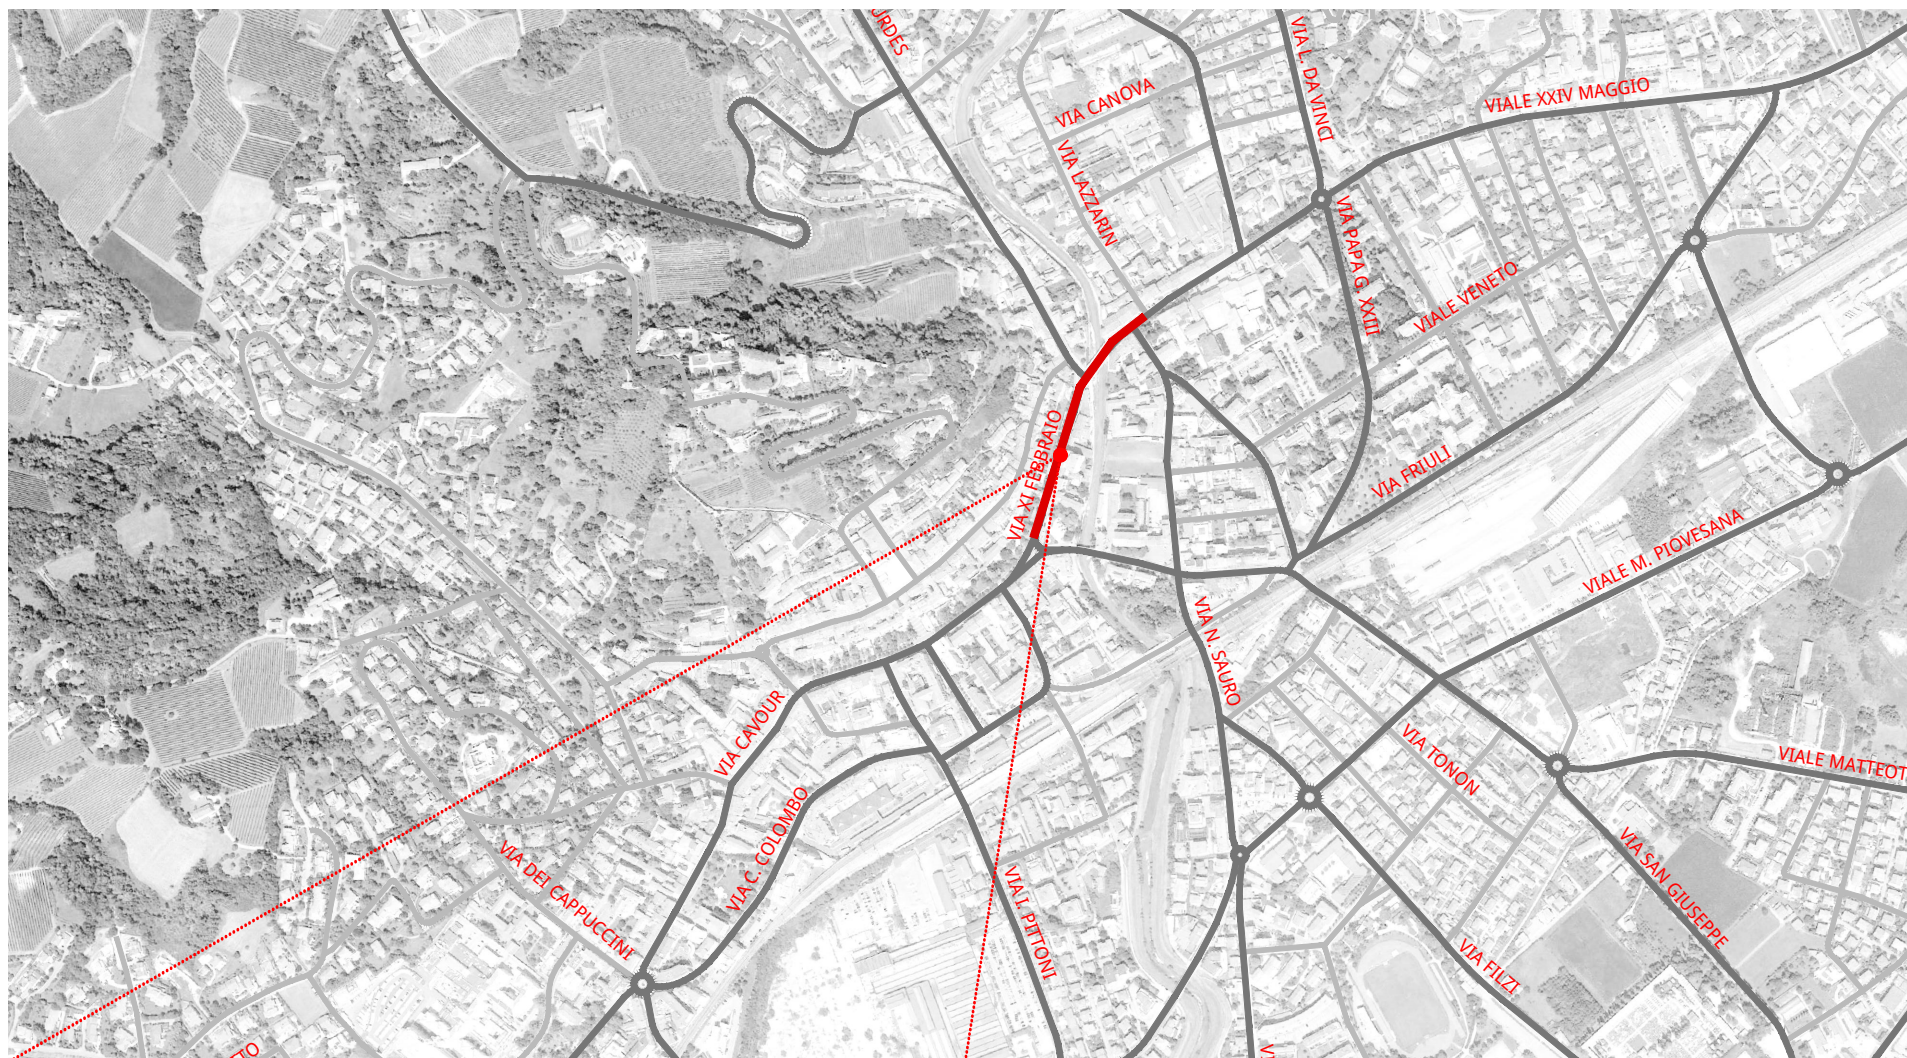 VIA CANOVA
VIA L. DA VINCI
VIALE XXIV MAGGIO
VIA LAZZARIN
VIA PAPA G. XXIII
VIALE VENETO
VIA XI FEBBRAIO
VIA FRIULI
VIALE M. PIOVESANA
VIA N. SAURO
VIA CAVOUR
VIA TONON
VIA C. COLOMBO
VIA DEI CAPPUCCINI
VIA I. PITTONI
VIA SAN GIUSEPPE
VIA FILZI